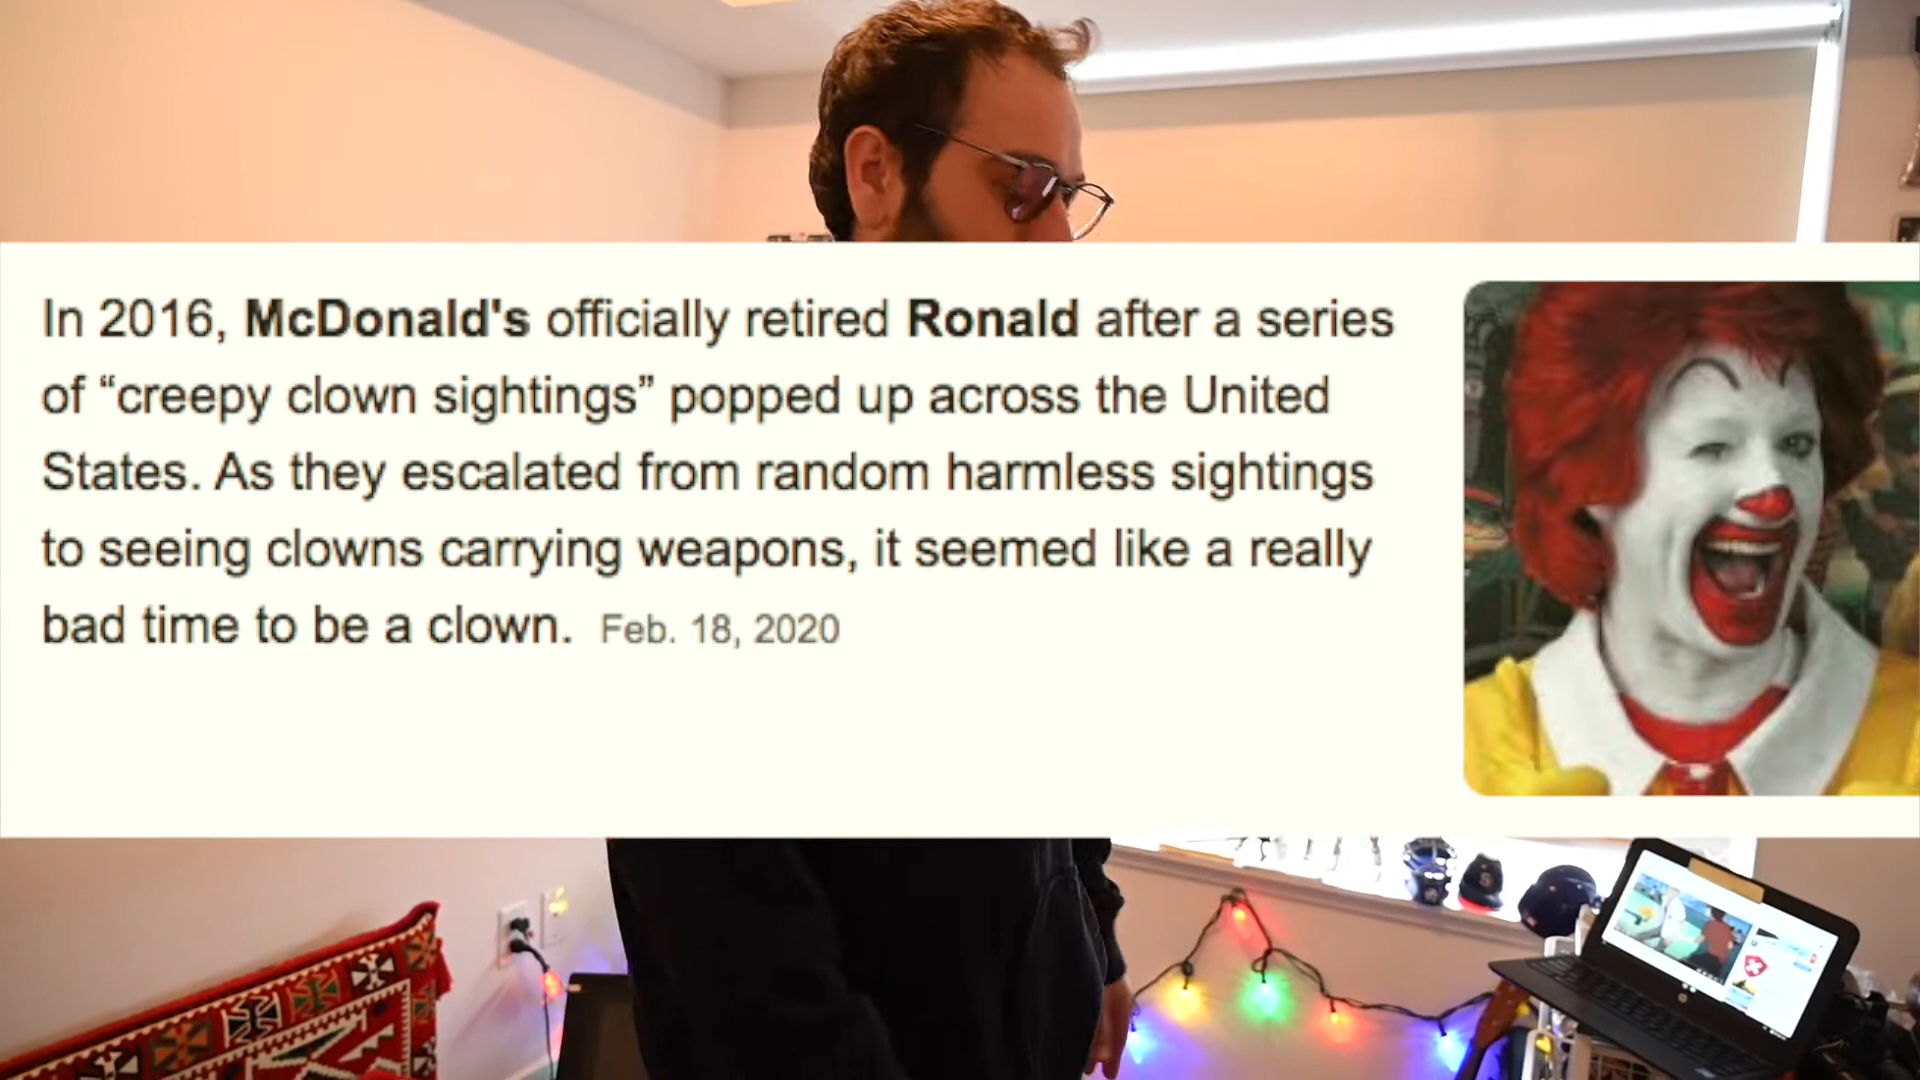 In 2016, McDonald's officially retired Ronald after a series
of “creepy clown sightings” popped up across the United
States. As they escalated from random harmless sightings
to seeing clowns carrying weapons, it seemed like a really
bad time to be a clown. Feb. 18, 2020